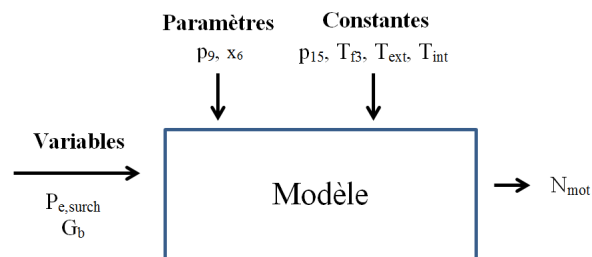 Paramètres
p9, x6
Constantes
p15, Tf3, Text, Tint
Variables
Pe,surch
Gb
Modèle
Nmot